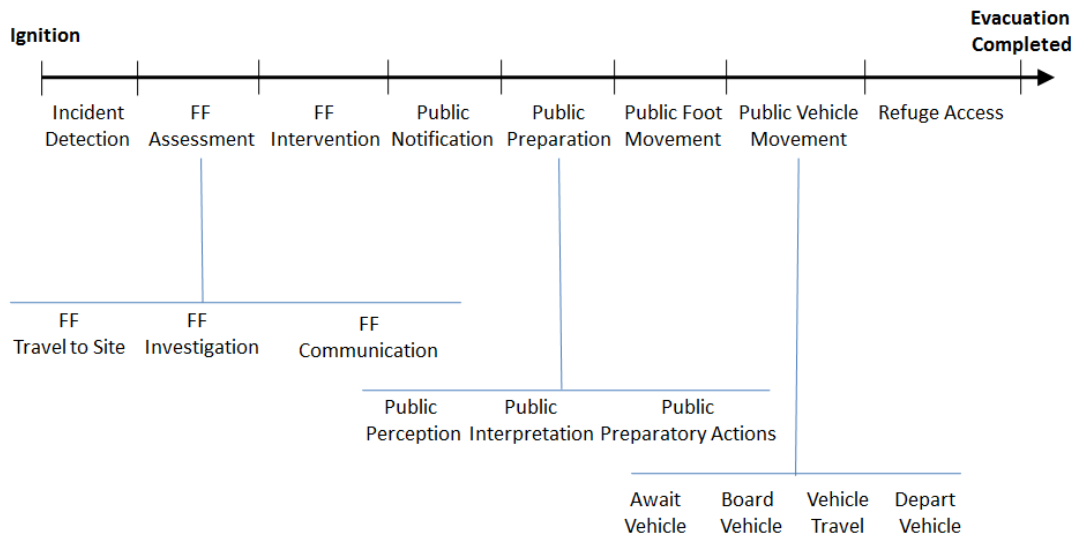 Ignition
Evacuation
Completed
Incident
Detection
FF
Assessment
FF
Intervention
Public
Notification
Public
Preparation
Public Foot
Movement
Public Vehicle
Movement
Refuge Access
FF
Travel to Site
FF
Investigation
FF
Communication
Public
Perception
Public
Interpretation
Public
Preparatory Actions
Await
Vehicle
Board
Vehicle
Vehicle
Travel
Depart
Vehicle